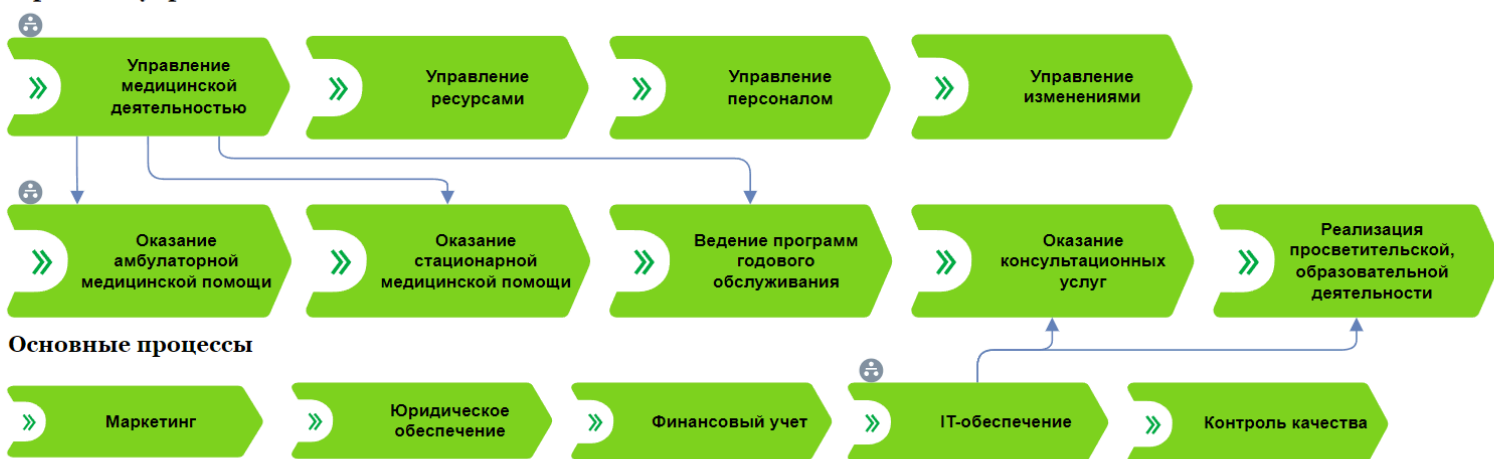 Управление
медицинской
деятельностью
Управление
ресурсами
Управление
персоналом
Управление
изменениями
Оказание
амбулаторной
медицинской помощи
Оказание
стационарной
медицинской помощи
Ведение программ
годового
обслуживания
Оказание
консультационных
услуг
Реализация
просветительской,
образовательной
деятельности
Основные процессы
Маркетинг
Юридическое
обеспечение
Финансовый учет
IT-обеспечение
Контроль качества